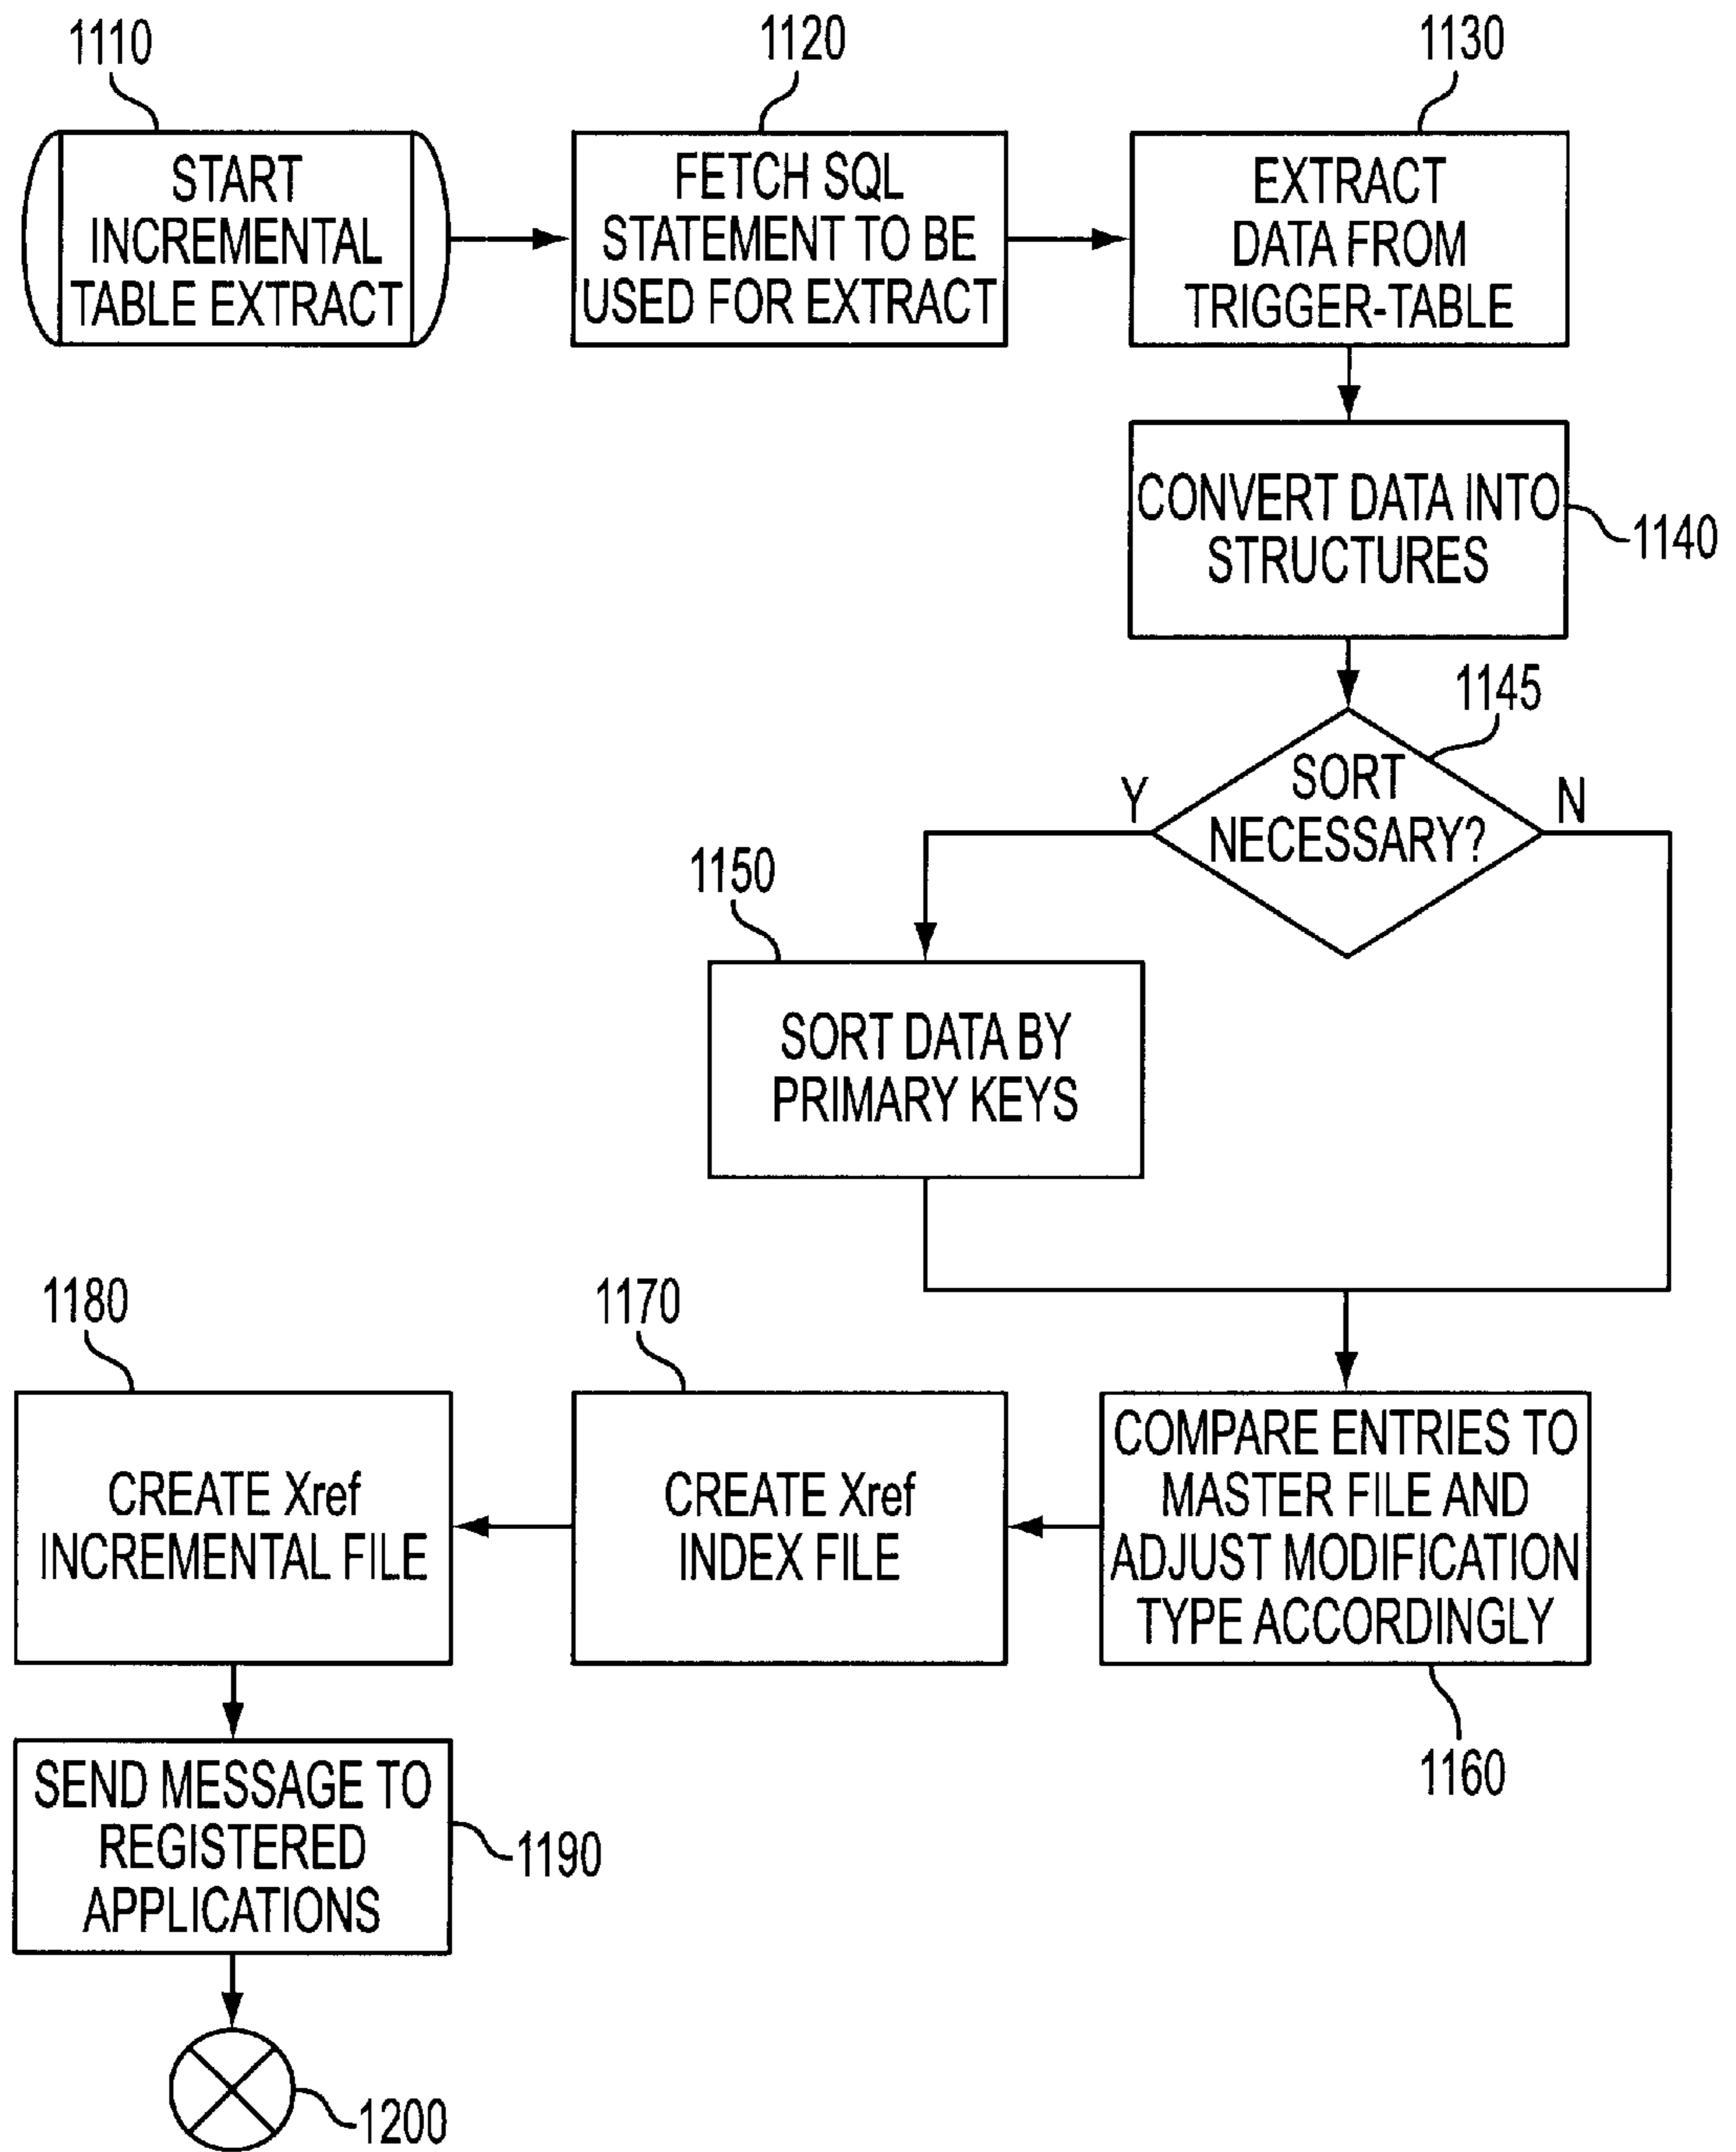 1110
START
INCREMENTAL
TABLE EXTRACT
1120
FETCH SQL
STATEMENT TO BE
USED FOR EXTRACT
1130
EXTRACT
DATA FROM
TRIGGER-TABLE
CONVERT DATA INTO
STRUCTURES
1140
1145
SORT
NECESSARY?
Y
N
1150
SORT DATA BY
PRIMARY KEYS
1180
CREATE Xref
INCREMENTAL FILE
1170
CREATE Xref
INDEX FILE
COMPARE ENTRIES TO
MASTER FILE AND
ADJUST MODIFICATION
TYPE ACCORDINGLY
1160
SEND MESSAGE TO
REGISTERED
APPLICATIONS
1190
1200